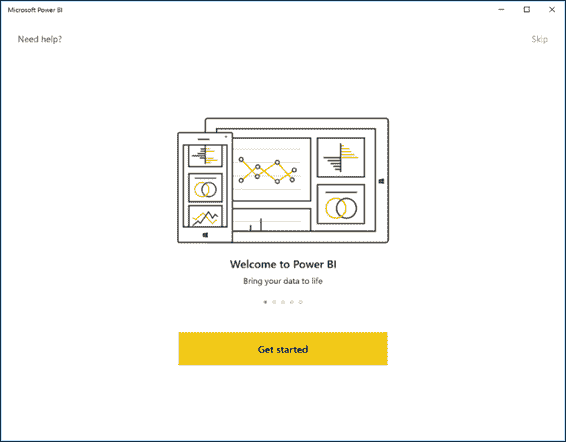 Microsoft Power BI
Need help?
Skip
Welcome to Power BI
Bring your data to life
Get started